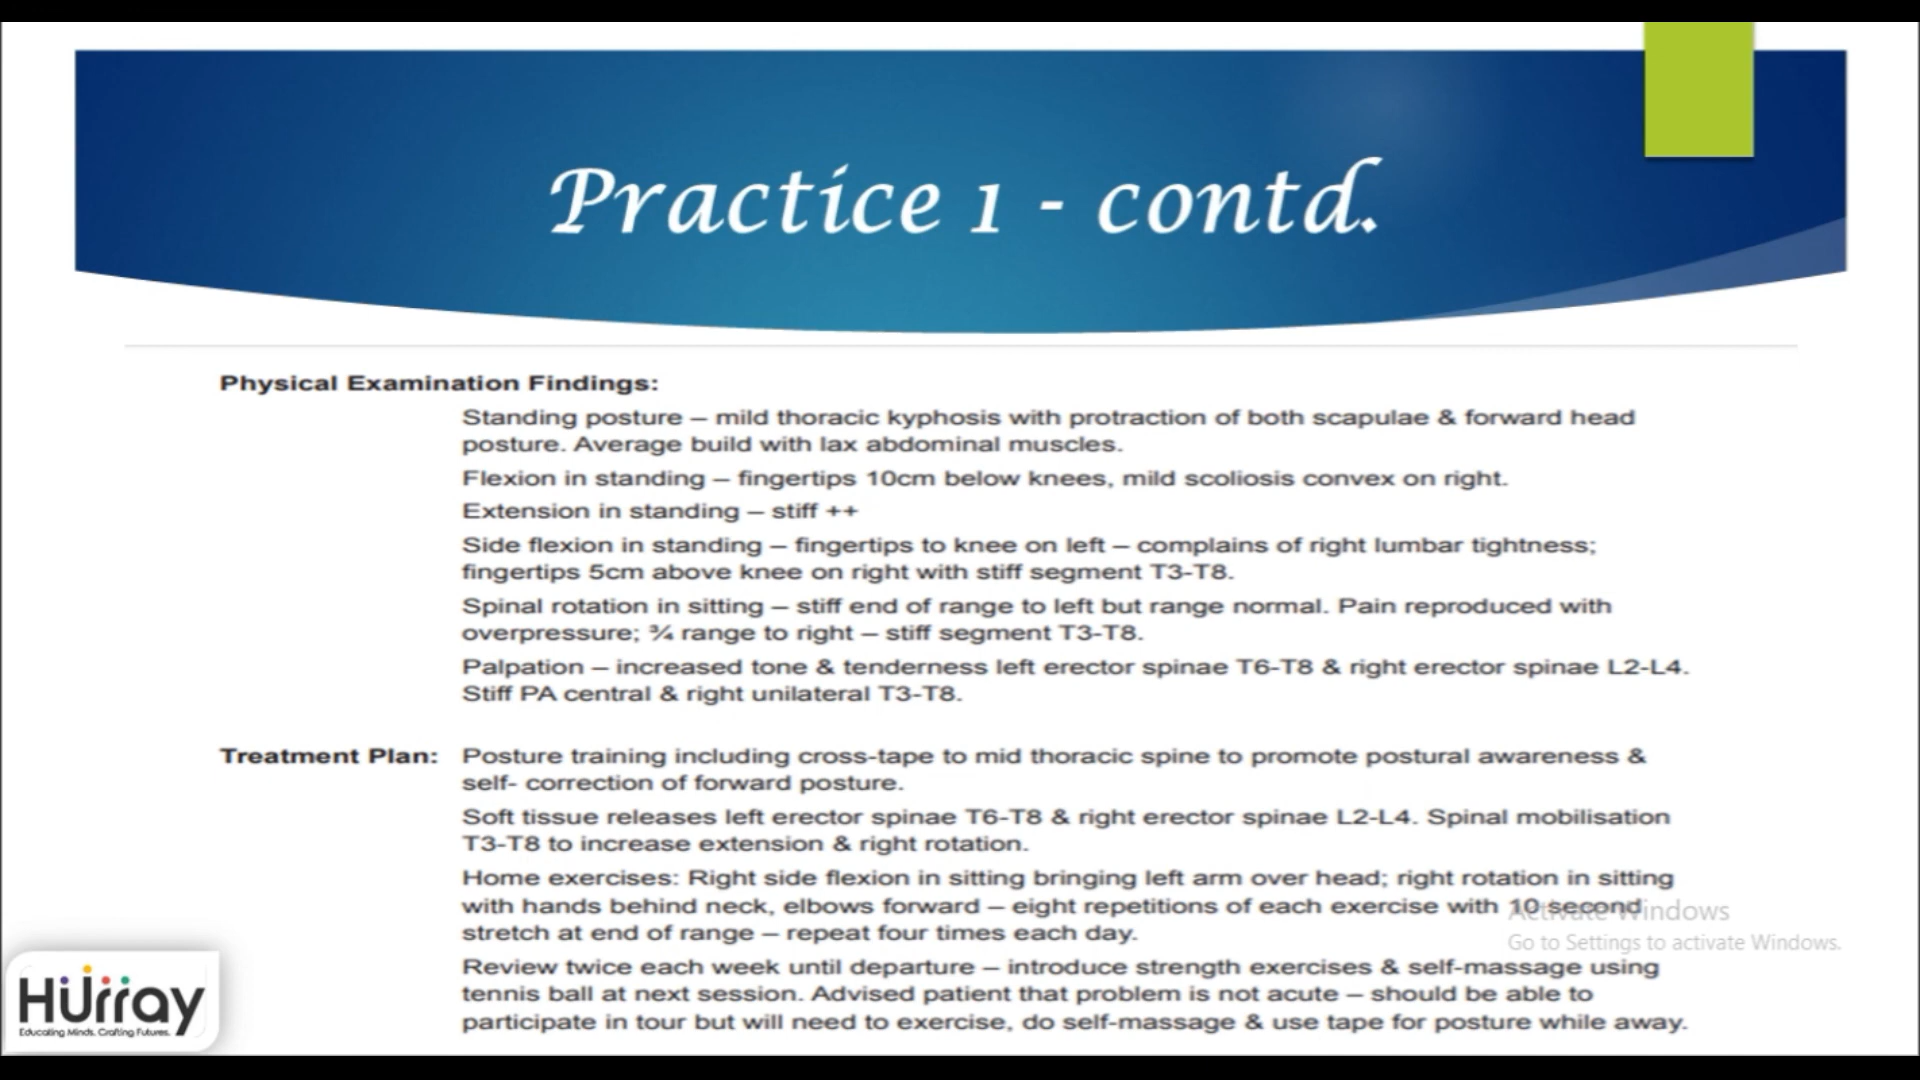 Practice 1 - contd.
Physical Examination Findings:
Standing posture – mild thoracic kyphosis with protraction of both scapulae & forward head
posture. Average build with lax abdominal muscles.
Flexion in standing – fingertips 10cm below knees, mild scoliosis convex on right.
Extension in standing – stiff ++
Side flexion in standing – fingertips to knee on left – complains of right lumbar tightness;
fingertips 5cm above knee on right with stiff segment T3-T8.
Spinal rotation in sitting – stiff end of range to left but range normal. Pain reproduced with
overpressure; ¾ range to right – stiff segment T3-T8.
Palpation – increased tone & tenderness left erector spinae T6-T8 & right erector spinae L2-L4.
Stiff PA central & right unilateral T3-T8.
Treatment Plan: Posture training including cross-tape to mid thoracic spine to promote postural awareness &
self- correction of forward posture.
Soft tissue releases left erector spinae T6-T8 & right erector spinae L2-L4. Spinal mobilisation
T3-T8 to increase extension & right rotation.
Home exercises: Right side flexion in sitting bringing left arm over head; right rotation in sitting
with hands behind neck, elbows forward – eight repetitions of each exercise with 10 second
stretch at end of range – repeat four times each day.
Review twice each week until departure – introduce strength exercises & self-massage using
tennis ball at next session. Advised patient that problem is not acute – should be able to
participate in tour but will need to exercise, do self-massage & use tape for posture while away.
Activate Windows
Go to Settings to activate Windows.
Hurray
Educating Minds. Crafting Futures.